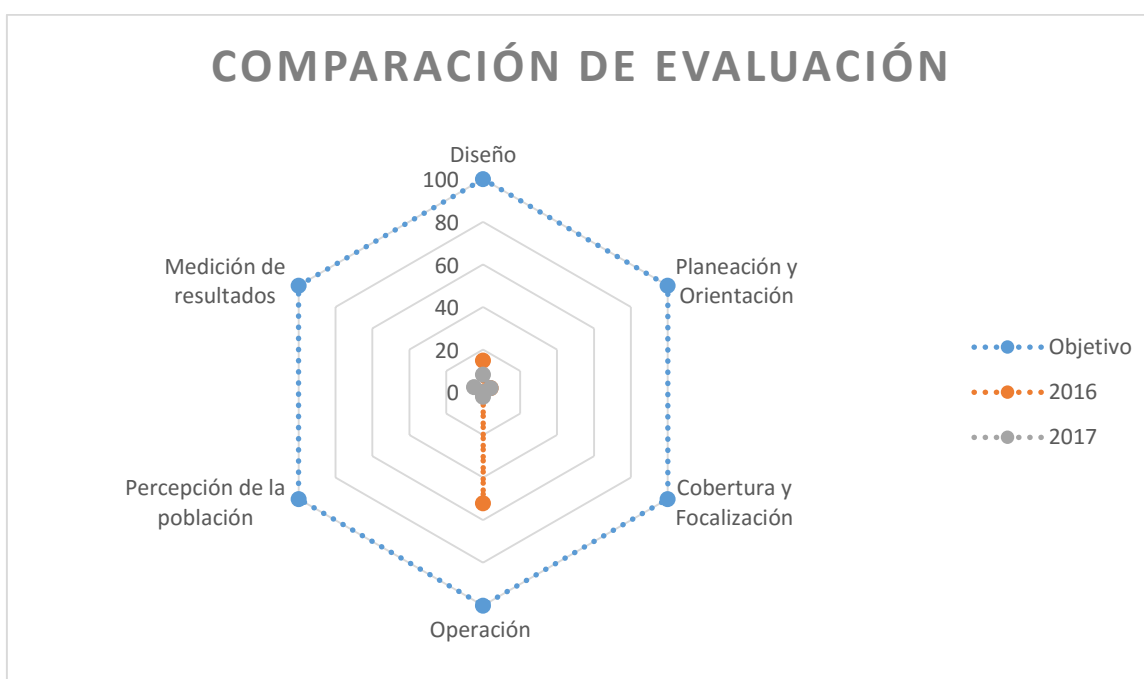 COMPARACIÓN DE EVALUACIÓN
Diseño
100
80
60
40
20
0
Planeación y
Orientación
Cobertura y
Focalización
Operación
Percepción de la
población
Medición de
resultados
Objetivo
2016
2017